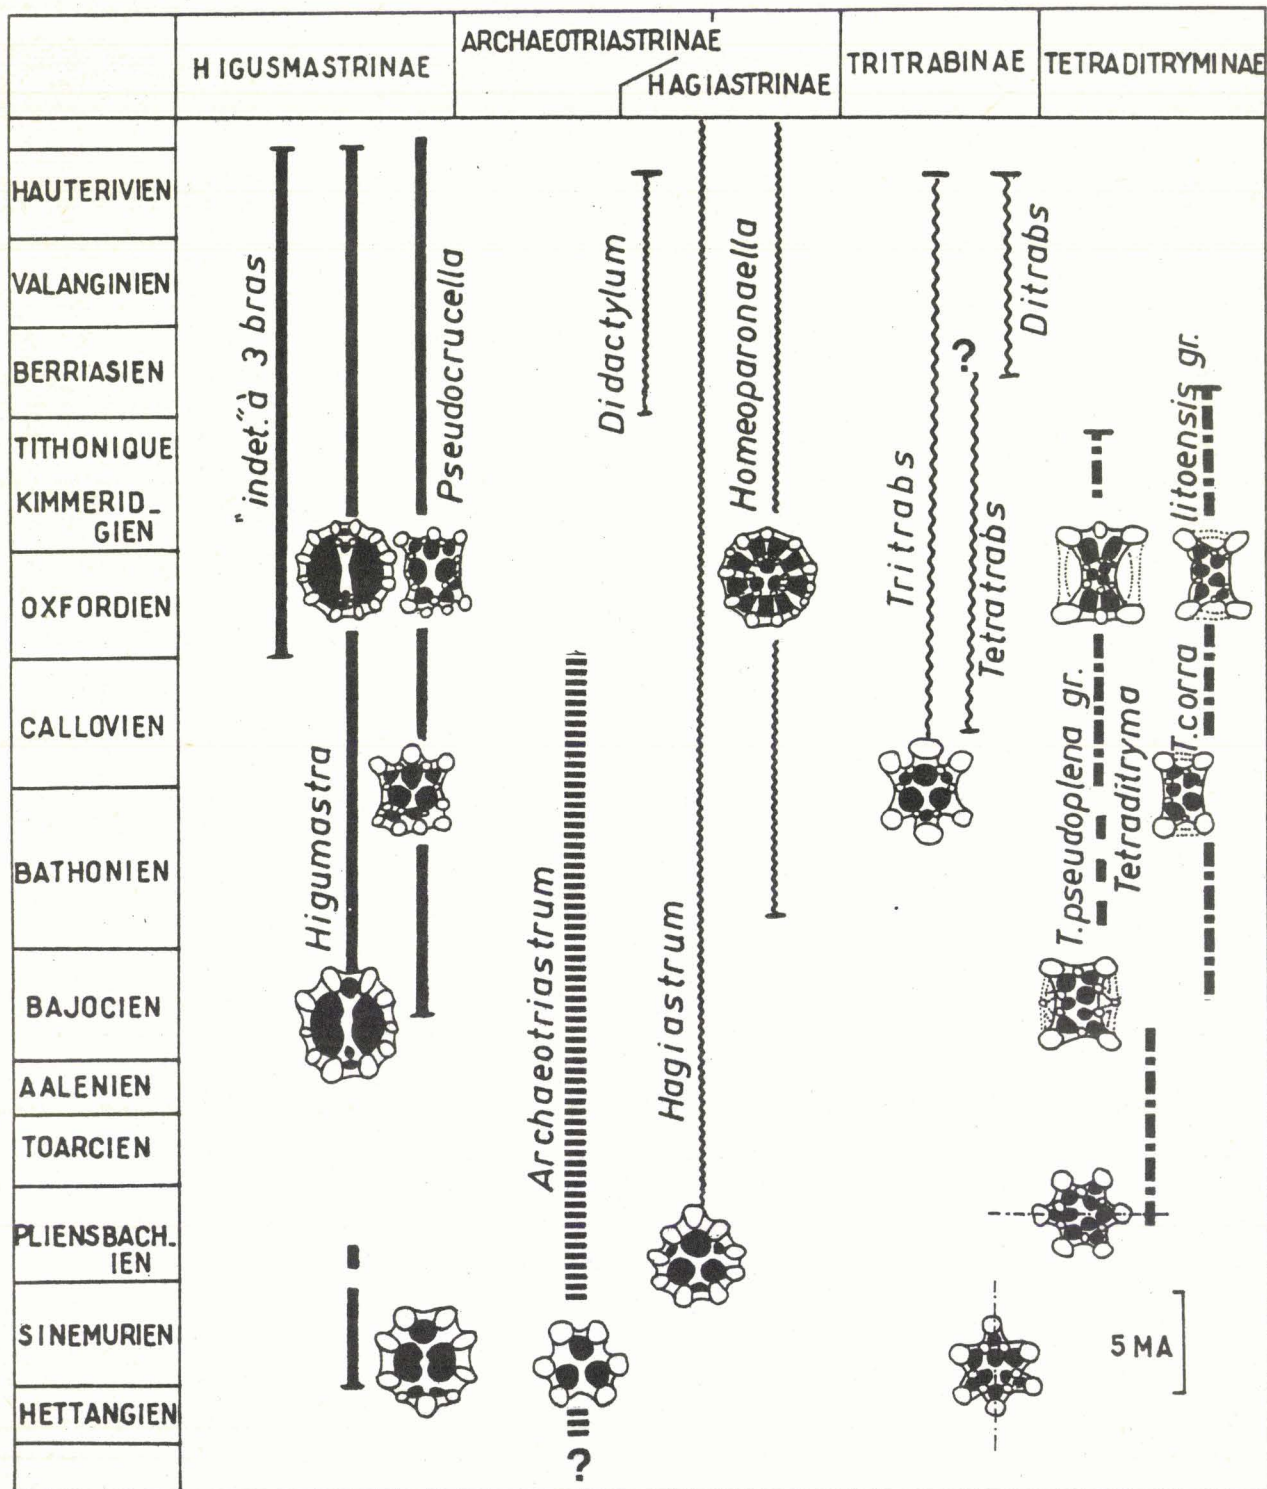 HIGUSMASTRINAE
ARCHAEOTRIASTRINAE
HAGIASTRINAE
TRITRABINAE
TETRADITRYMINAE
HAUTERIVIEN
VALANGINIEN
BERRIASIEN
TITHONIQUE
KIMMERID_
GIEN
OXFORDIEN
CALLOVIEN
BATHONIEN
BAJOCIEN
AALENIEN
TOARCIEN
PLIENSBACH_
IEN
SINEMURIEN
HETTANGIEN
"indet." à 3 bras
Higumastra
Pseudocrucella
Archaeotriastrum
?
Didactylum
Hagiastrum
Homeoparonaella
Tritrabs
?
Tetratrabs
Ditrabs
T.pseudoplena gr.
Tetraditryma
T.corra
litoensis gr.
5 MA